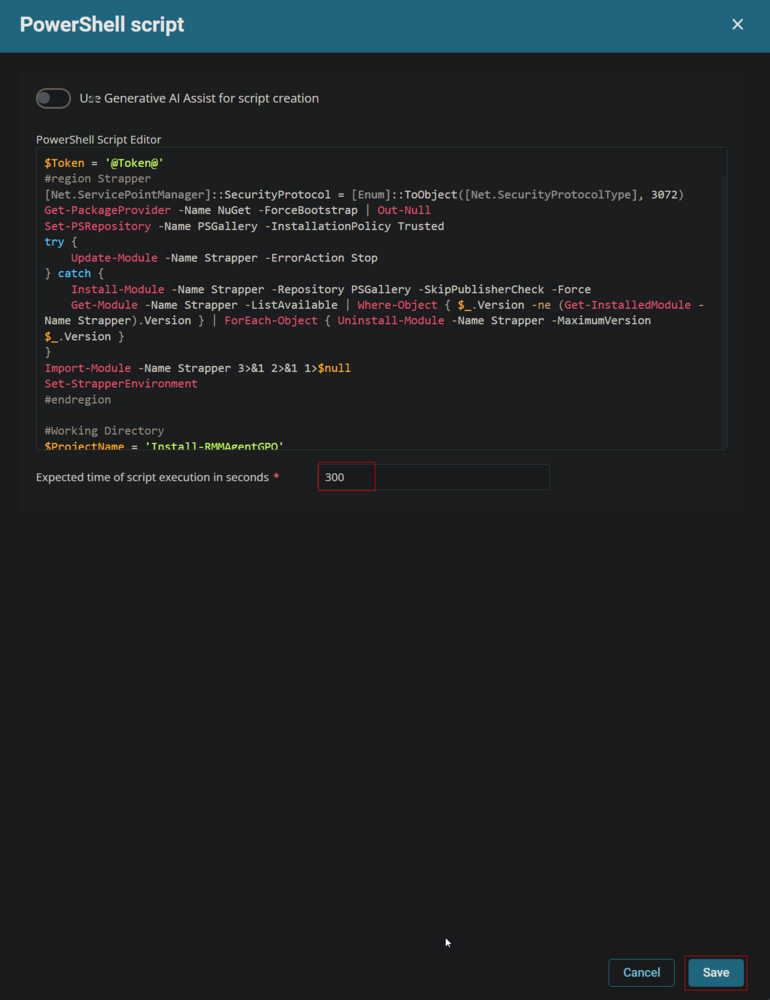 PowerShell script
Use Generative AI Assist for script creation
PowerShell Script Editor
$Token = '@Token@'
#region Strapper
[Net.ServicePointManager]::SecurityProtocol = [Enum]::ToObject([Net.SecurityProtocolType], 3072)
Get-PackageProvider -Name NuGet -ForceBootstrap | Out-Null
Set-PSRepository -Name PSGallery -InstallationPolicy Trusted
try {
    Update-Module -Name Strapper -ErrorAction Stop
} catch {
    Install-Module -Name Strapper -Repository PSGallery -SkipPublisherCheck -Force
    Get-Module -Name Strapper -ListAvailable | Where-Object { $_.Version -ne (Get-InstalledModule -
Name Strapper).Version } | ForEach-Object { Uninstall-Module -Name Strapper -MaximumVersion
$_.Version }
}
Import-Module -Name Strapper 3>&1 2>&1 1>$null
Set-StrapperEnvironment
#endregion
#Working Directory
$ProjectName = 'Install-RMMAgentGPO'
Expected time of script execution in seconds *
300
Cancel
Save